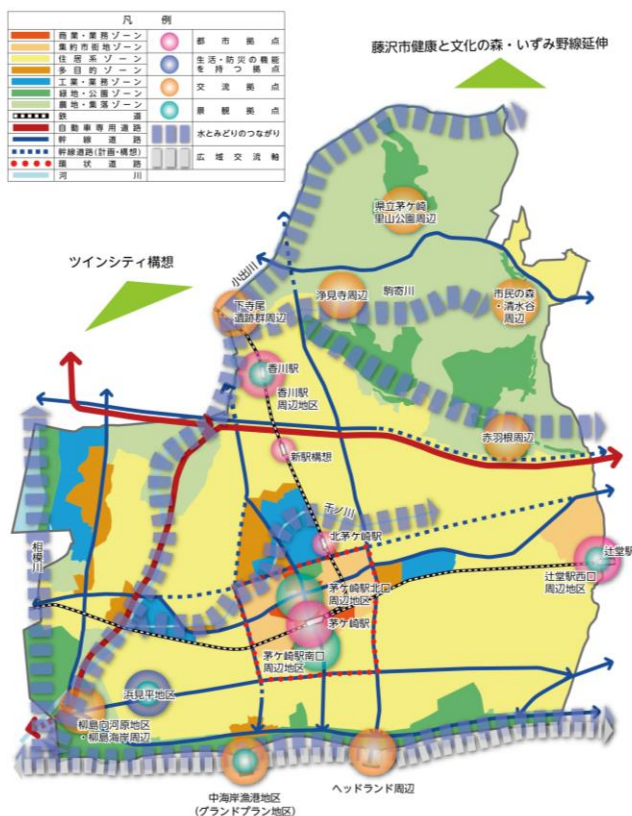 凡例
商業・業務ゾーン
集約市街地ゾーン
住居系ゾーン
多目的ゾーン
工業・業務ゾーン
緑地・公園ゾーン
農地・集落ゾーン
鉄道
自動車専用道路
幹線道路
幹線道路(計画・構想)
環状道路
河川
都市拠点
生活・防災の機能
を持つ拠点
交流拠点
景観拠点
水とみどりのつながり
広域交流軸
藤沢市健康と文化の森・いずみ野線延伸
ツインシティ構想
県立茅ケ崎
里山公園周辺
小出川
下寺尾
遺跡群周辺
浄見寺周辺
駒寄川
市民の森
・清水谷
周辺
香川駅
香川駅
周辺地区
赤羽根周辺
新駅構想
千ノ川
北茅ケ崎駅
相模川
辻堂駅
辻堂駅西口
周辺地区
茅ケ崎駅北口
周辺地区
茅ケ崎駅
茅ケ崎駅南口
周辺地区
浜見平地区
柳島向河原地区
・柳島海岸周辺
中海岸漁港地区
(グランドプラン地区)
ヘッドランド周辺